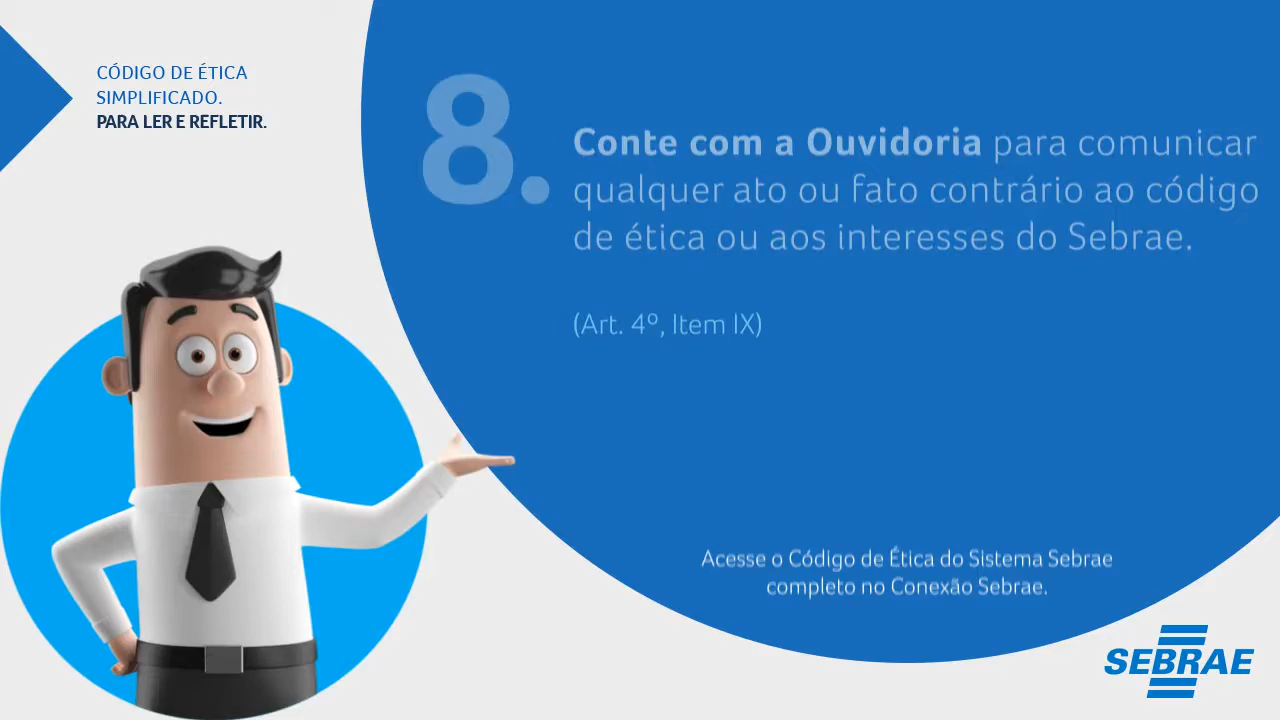 CÓDIGO DE ÉTICA
SIMPLIFICADO.
PARA LER E REFLETIR.
8.
Conte com a Ouvidoria para comunicar
qualquer ato ou fato contrário ao código
de ética ou aos interesses do Sebrae.
(Art. 4º, Item IX)
Acesse o Código de Ética do Sistema Sebrae
completo no Conexão Sebrae.
SEBRAE